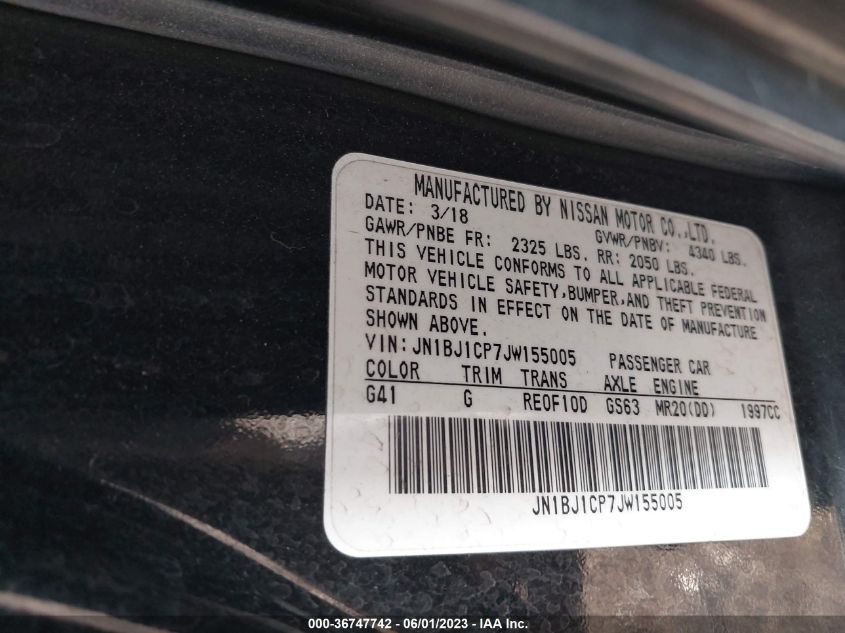 MANUFACTURED BY NISSAN MOTOR CO.,LTD.
DATE: 3/18 GVWR/PNBV: 4340 LBS.
GAWR/PNBE FR: 2325 LBS. RR: 2050 LBS.
THIS VEHICLE CONFORMS TO ALL APPLICABLE FEDERAL
MOTOR VEHICLE SAFETY,BUMPER,AND THEFT PREVENTION
STANDARDS IN EFFECT ON THE DATE OF MANUFACTURE
SHOWN ABOVE.
VIN:JN1BJ1CP7JW155005 PASSENGER CAR
COLOR TRIM TRANS AXLE ENGINE
G41 G RE0F10D GS63 MR20(DD) 1997CC
JN1BJ1CP7JW155005
000-36747742 - 06/01/2023 - IAA Inc.